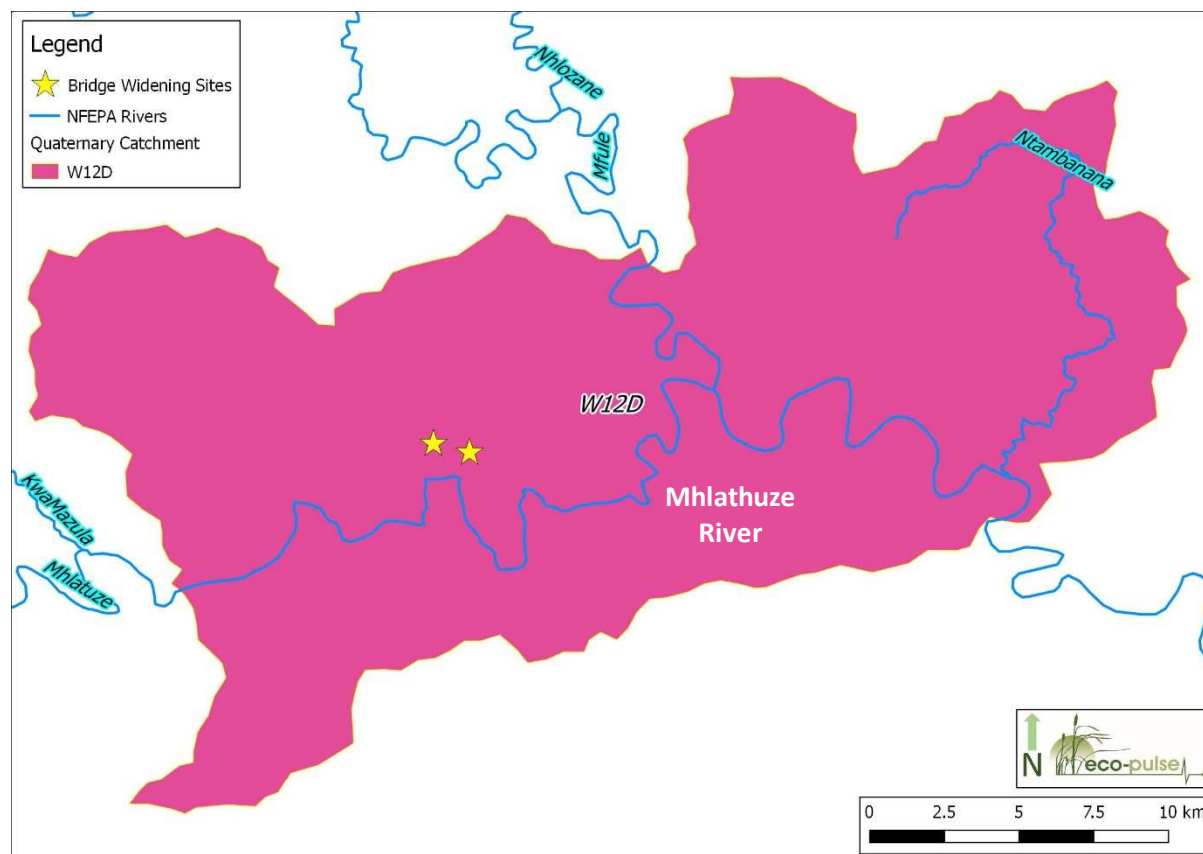 Legend
Bridge Widening Sites
NFEPA Rivers
Quaternary Catchment
W12D
Nhlozane
Mfule
Ntambanana
W12D
KwaMazula
Mhlatuze
Mhlathuze
River
N
eco-pulse
0 2.5 5 7.5 10 km